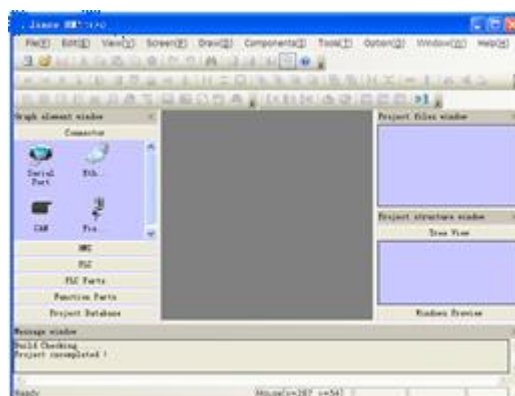 File(F) Edit(E) View(V) Screen(P) Draw(D) Components(I) Tools(T) Option(O) Window(W) Help(H)
Graph element window
Connector
Serial Port
Eth..
CAN
HMI
PLC
PLC Parts
Function Parts
Project Database
Project files window
Project structure window
Tree View
Windows Preview
Message window
Build Checking
Ready